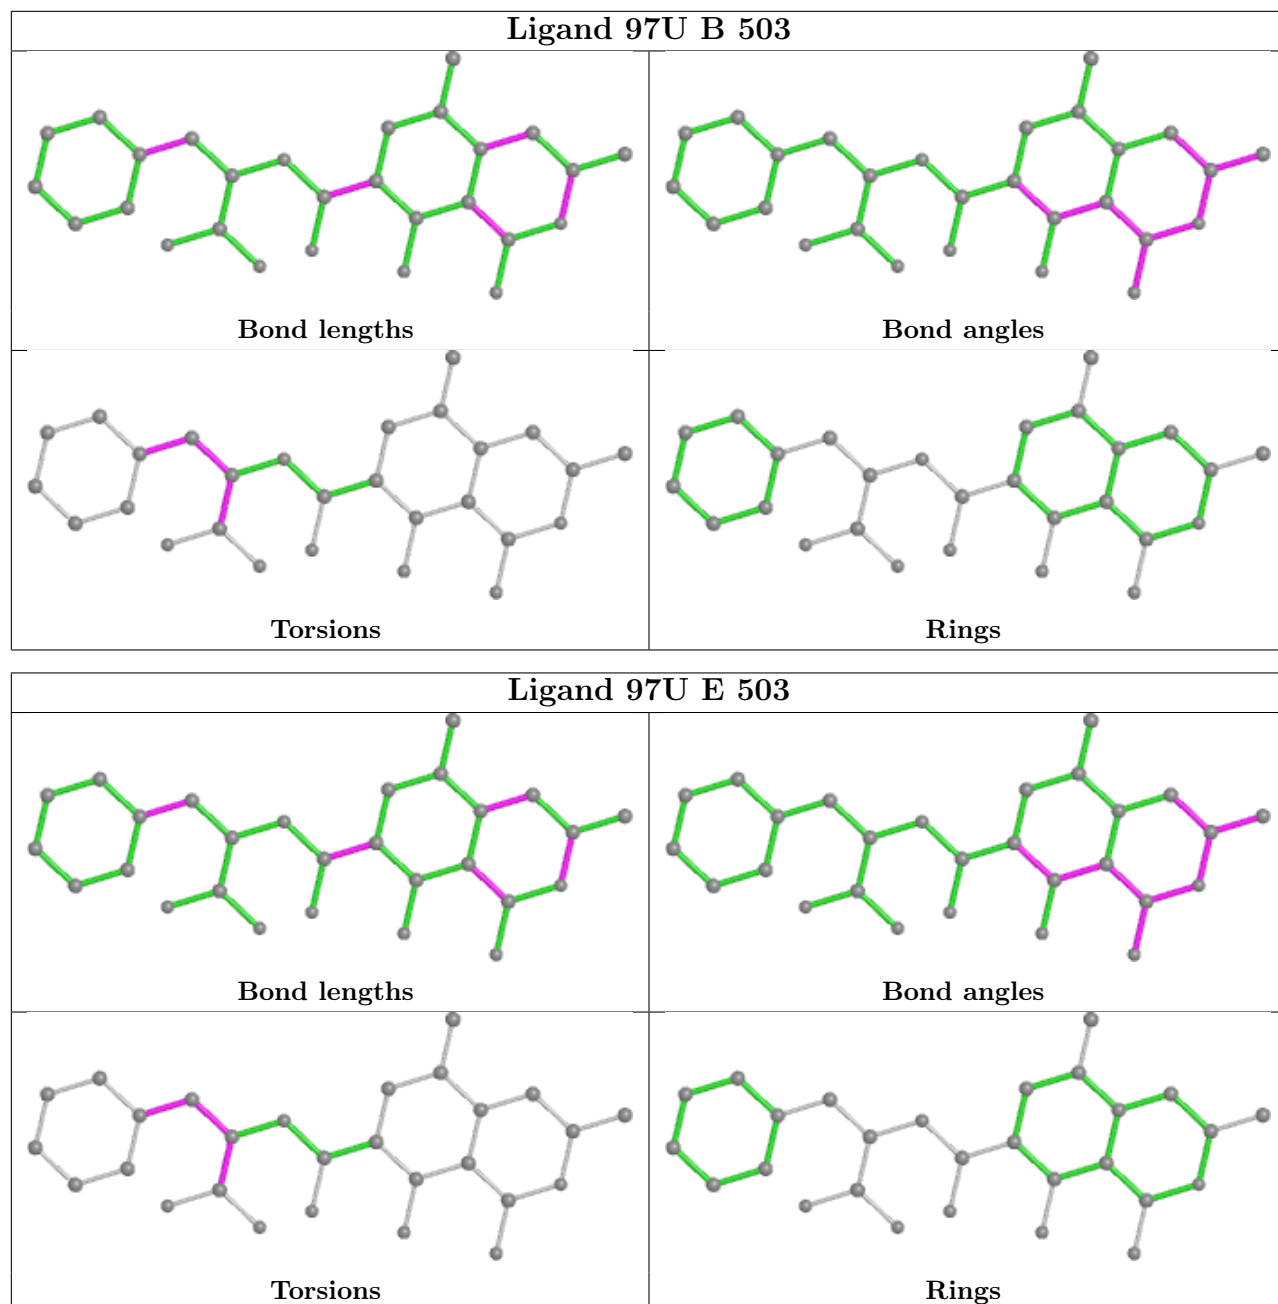 Ligand 97U B 503
Bond lengths
Bond angles
Torsions
Rings
Ligand 97U E 503
Bond lengths
Bond angles
Torsions
Rings